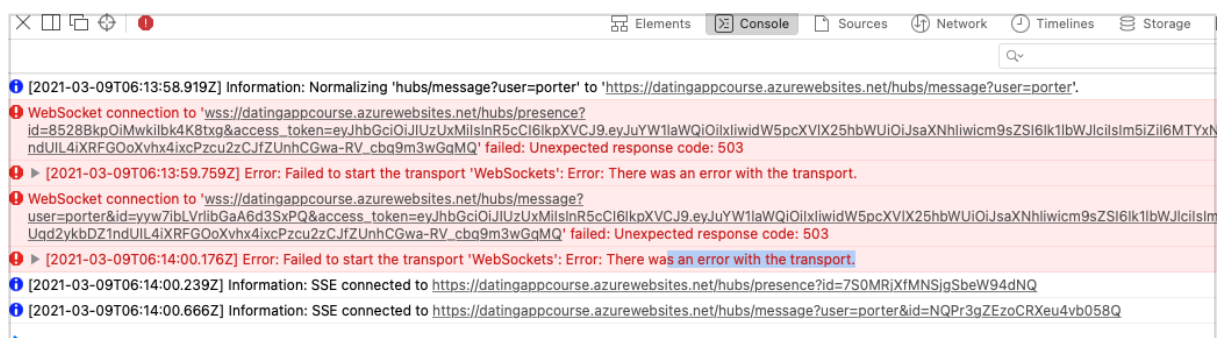 Elements Console Sources Network Timelines Storage
[2021-03-09T06:13:58.919Z] Information: Normalizing 'hubs/message?user=porter' to 'https://datingappcourse.azurewebsites.net/hubs/message?user=porter'.
WebSocket connection to 'wss://datingappcourse.azurewebsites.net/hubs/presence?
id=8528BkpOiMwkiIbk4K8txg&access_token=eyJhbGciOiJIUzUxMiIsInR5cCI6IkpXVCJ9.eyJuYW1laWQiOiIxIiwidW5pcXVlX25hbWUiOiJsaXNhIiwicm9sZSI6Ik1lbWJlciIsIm5iZiI6MTYxN
ndUIL4iXRFGOoXvhx4ixcPzcu2zCJfZUnhCGwa-RV_cbq9m3wGqMQ' failed: Unexpected response code: 503
[2021-03-09T06:13:59.759Z] Error: Failed to start the transport 'WebSockets': Error: There was an error with the transport.
WebSocket connection to 'wss://datingappcourse.azurewebsites.net/hubs/message?
user=porter&id=yyw7ibLVrlibGaA6d3SxPQ&access_token=eyJhbGciOiJIUzUxMiIsInR5cCI6IkpXVCJ9.eyJuYW1laWQiOiIxIiwidW5pcXVlX25hbWUiOiJsaXNhIiwicm9sZSI6Ik1lbWJlciIsIm
Uqd2ykbDZ1ndUIL4iXRFGOoXvhx4ixcPzcu2zCJfZUnhCGwa-RV_cbq9m3wGqMQ' failed: Unexpected response code: 503
[2021-03-09T06:14:00.176Z] Error: Failed to start the transport 'WebSockets': Error: There was an error with the transport.
[2021-03-09T06:14:00.239Z] Information: SSE connected to https://datingappcourse.azurewebsites.net/hubs/presence?id=7S0MRjXfMNSjgSbeW94dNQ
[2021-03-09T06:14:00.666Z] Information: SSE connected to https://datingappcourse.azurewebsites.net/hubs/message?user=porter&id=NQPr3gZEzoCRXeu4vb058Q